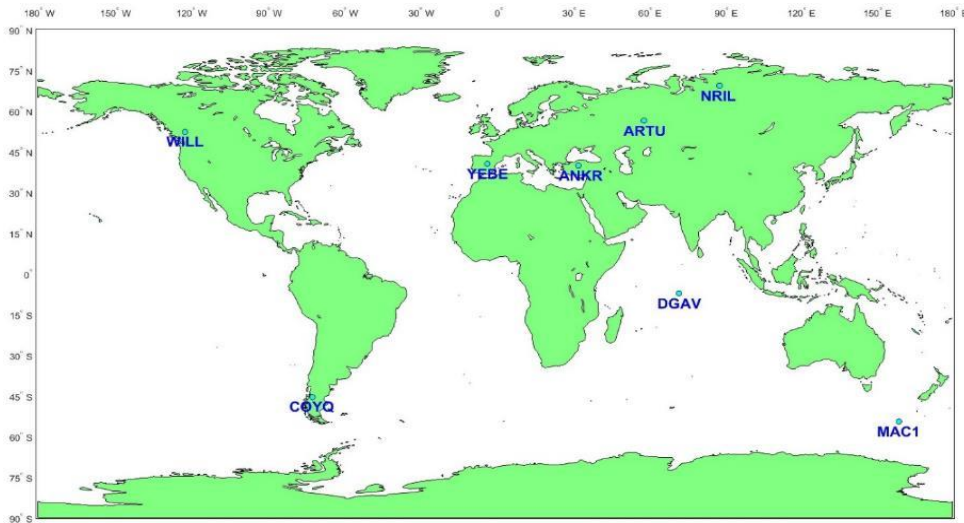 180° W 150° W 120° W 90° W 60° W 30° W 0° 30° E 60° E 90° E 120° E 150° E 180° E
90° N
75° N
NRIL
60° N
ARTU
WILL
45° N
YEBE ANKR
30° N
15° N
0°
DGAV
15° S
30° S
45° S
COYQ
MAC1
60° S
75° S
90° S